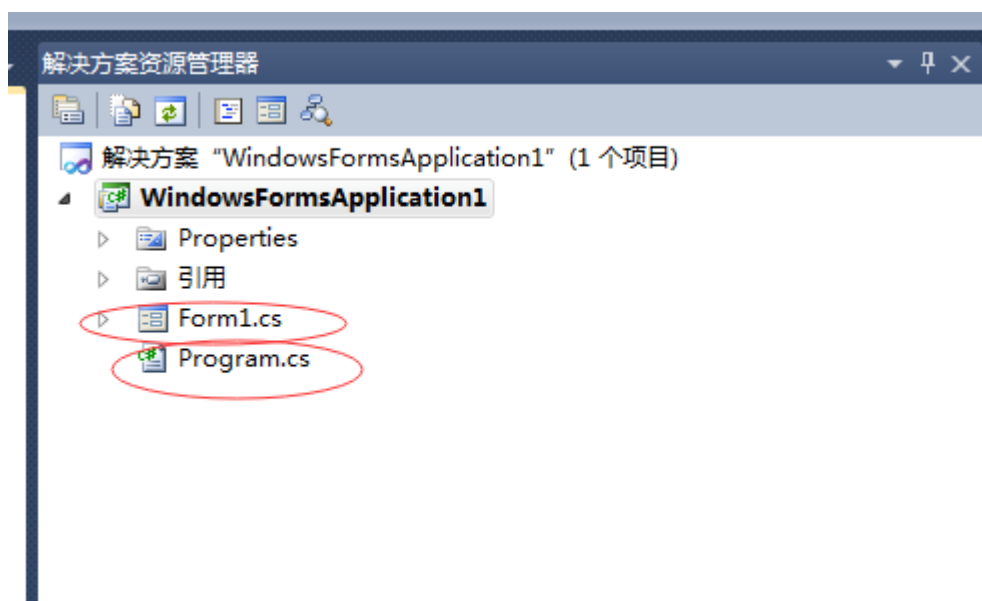 解决方案资源管理器
解决方案 "WindowsFormsApplication1" (1 个项目)
WindowsFormsApplication1
Properties
引用
Form1.cs
Program.cs